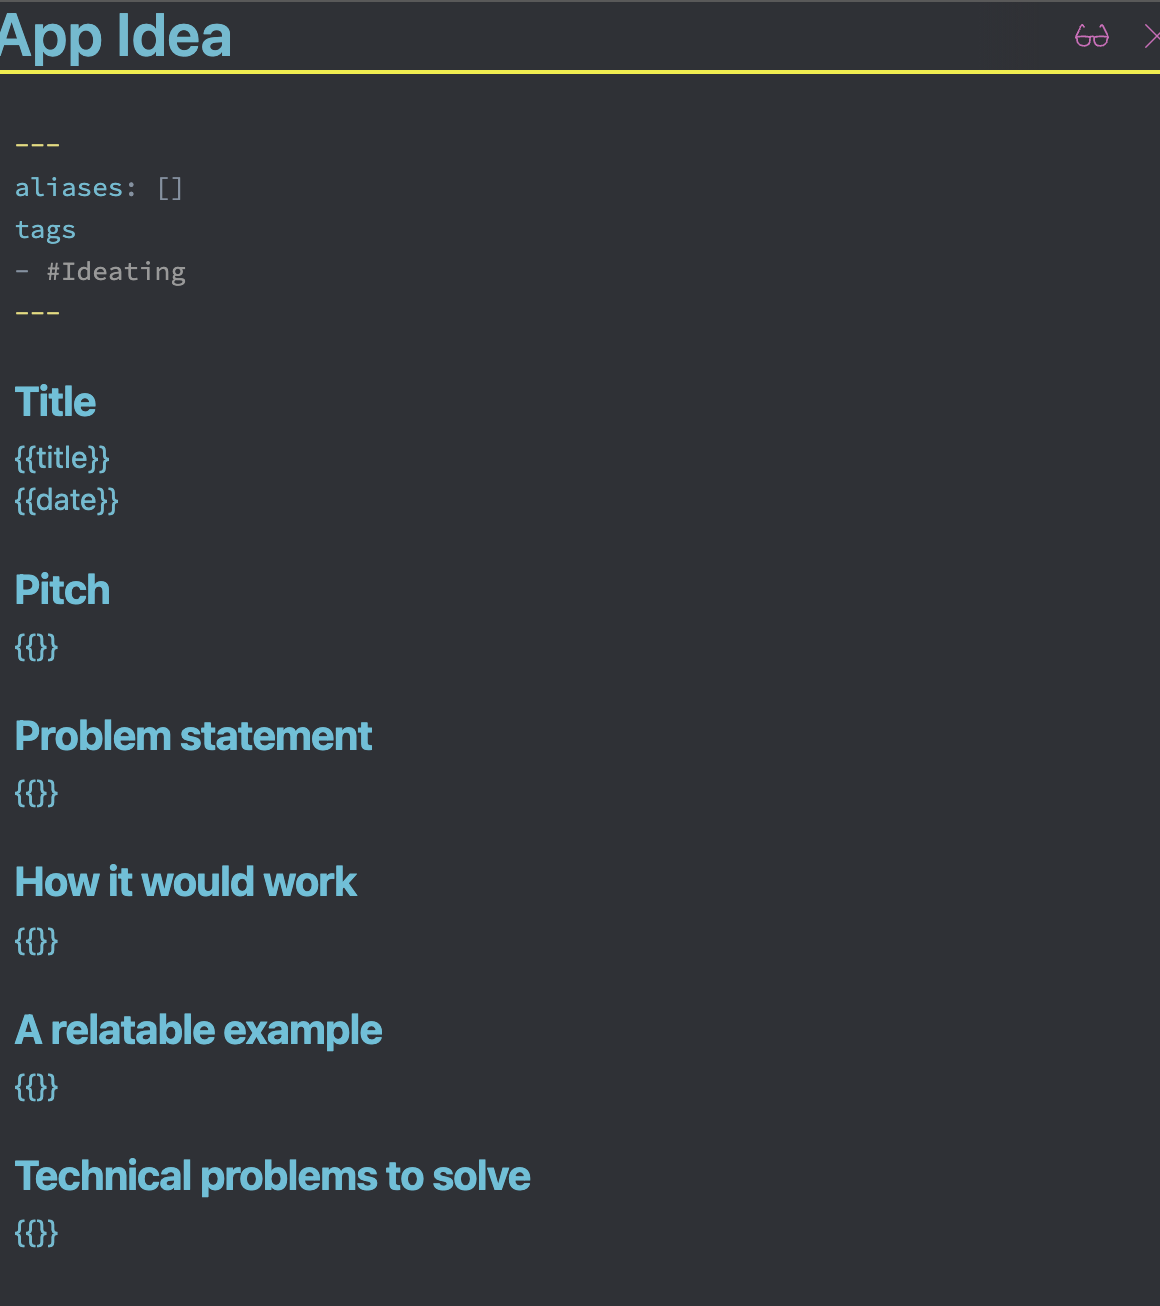 App Idea
---
aliases: []
tags
- #Ideating
---
Title
{{title}}
{{date}}
Pitch
{{}}
Problem statement
{{}}
How it would work
{{}}
A relatable example
{{}}
Technical problems to solve
{{}}